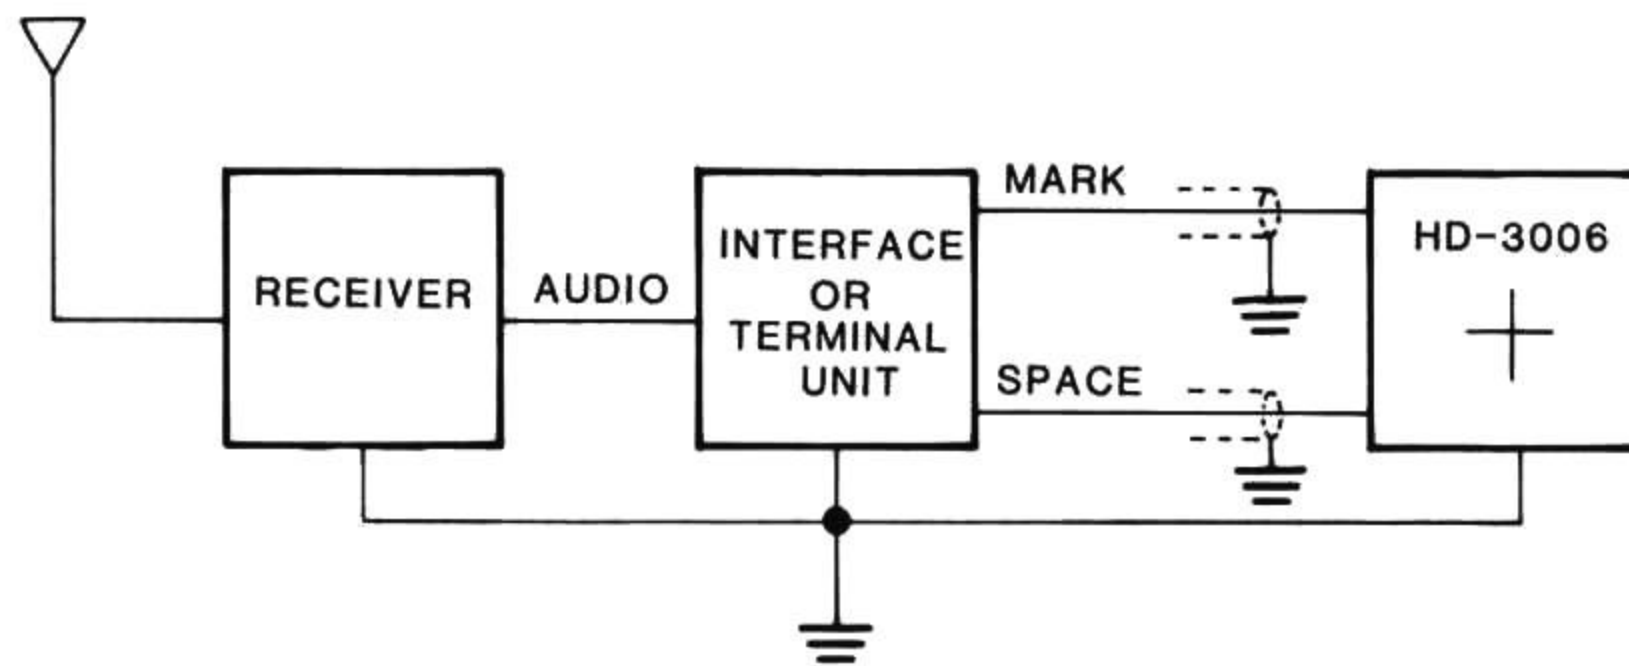 RECEIVER
AUDIO
INTERFACE
OR
TERMINAL
UNIT
MARK
SPACE
HD-3006